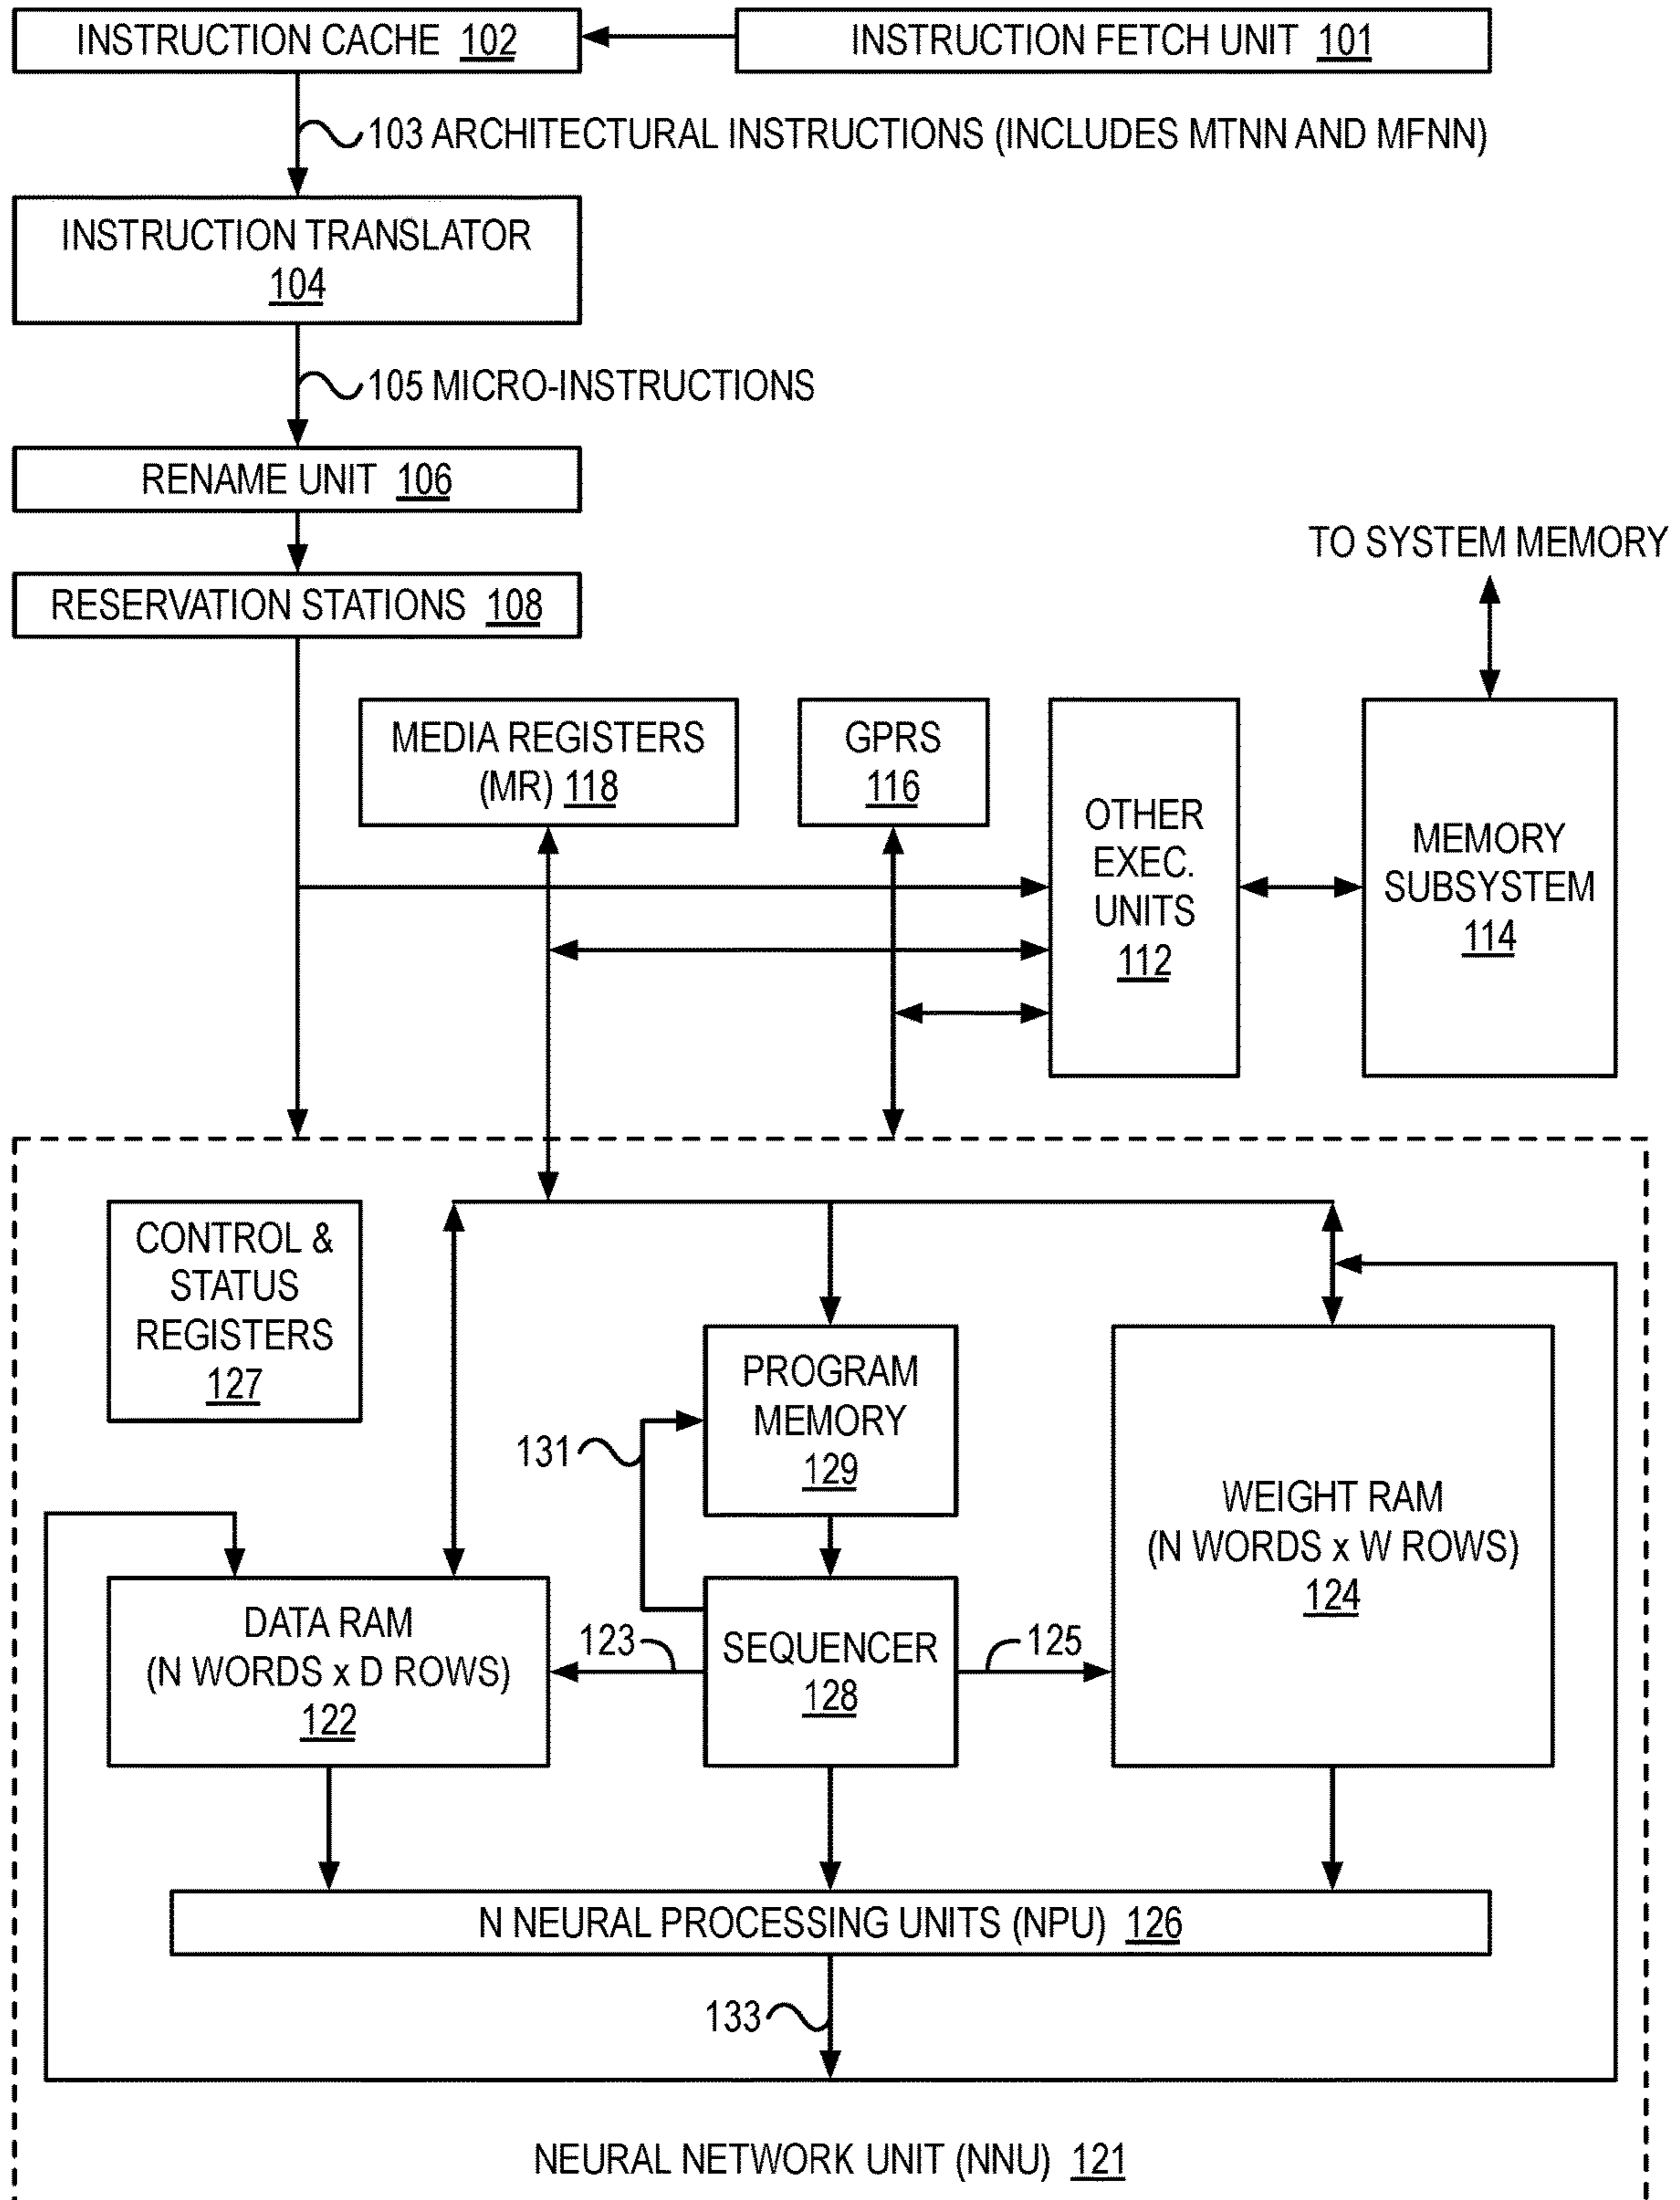 INSTRUCTION CACHE 102
INSTRUCTION FETCH UNIT 101
103 ARCHITECTURAL INSTRUCTIONS (INCLUDES MTNN AND MFNN)
INSTRUCTION TRANSLATOR
104
105 MICRO-INSTRUCTIONS
RENAME UNIT 106
TO SYSTEM MEMORY
RESERVATION STATIONS 108
MEDIA REGISTERS
(MR) 118
GPRS
116
OTHER
EXEC.
UNITS
112
MEMORY
SUBSYSTEM
114
CONTROL &
STATUS
REGISTERS
127
PROGRAM
MEMORY
129
131
WEIGHT RAM
(N WORDS x W ROWS)
124
DATA RAM
(N WORDS x D ROWS)
122
123
SEQUENCER
128
125
N NEURAL PROCESSING UNITS (NPU) 126
133
NEURAL NETWORK UNIT (NNU) 121